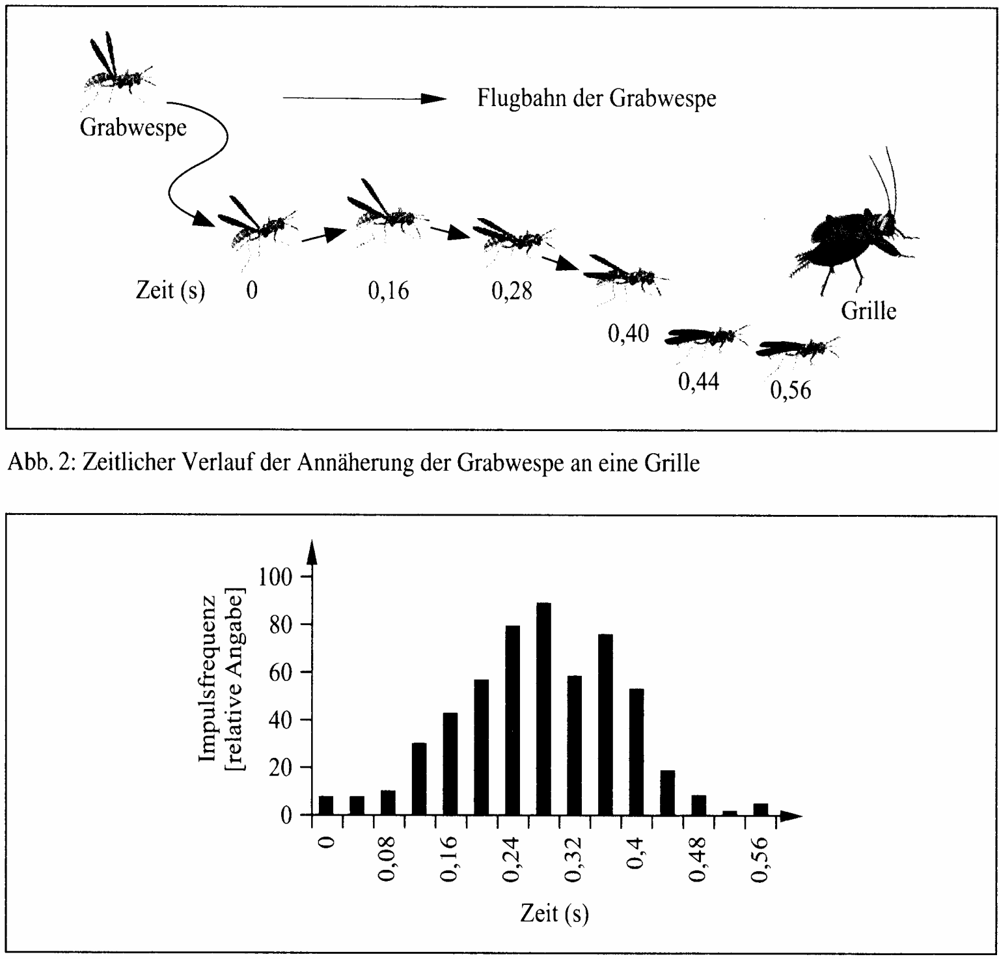 Flugbahn der Grabwespe
Grabwespe
Zeit (s) 0 0,16 0,28
0,40
Grille
0,44
0,56
Abb. 2: Zeitlicher Verlauf der Annäherung der Grabwespe an eine Grille
Impulsfrequenz
[relative Angabe]
100
80
60
40
20
0
0 0,08 0,16 0,24 0,32 0,4 0,48 0,56
Zeit (s)